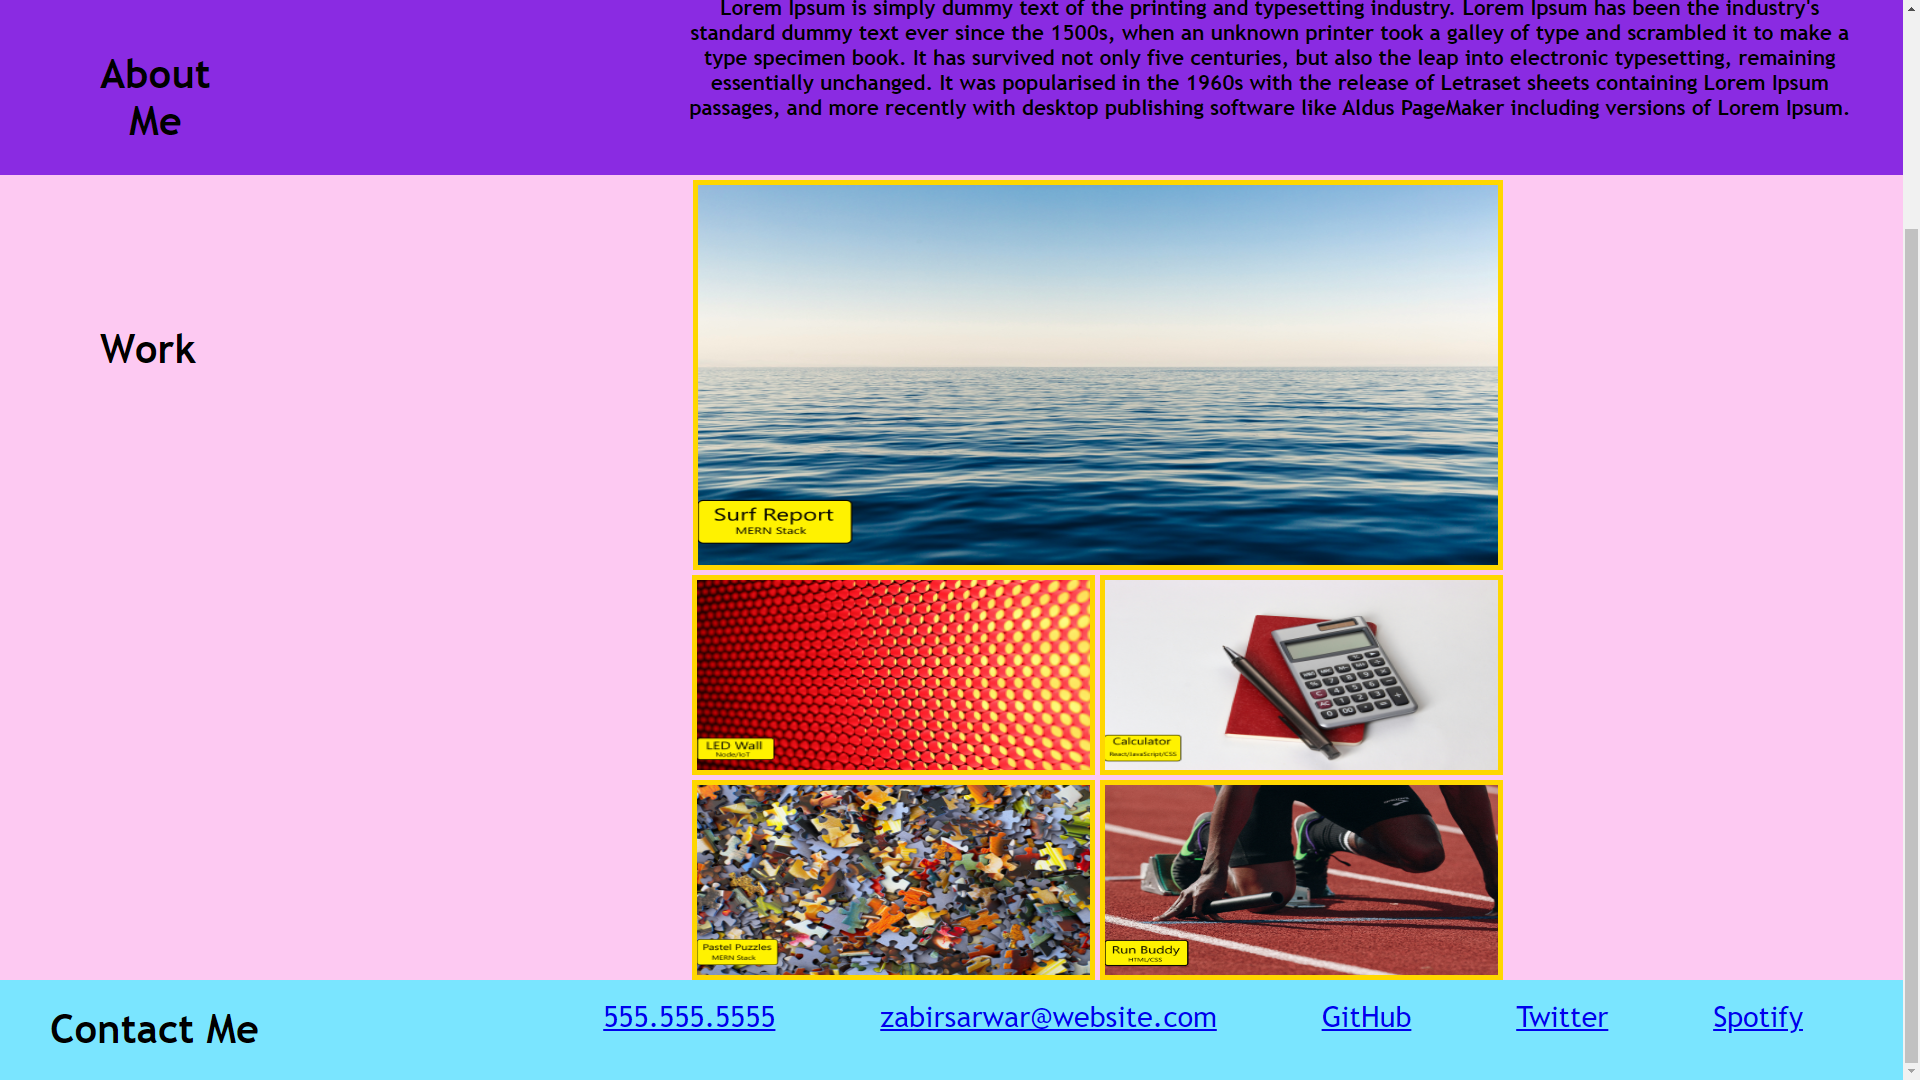 Lorem Ipsum is simply dummy text of the printing and typesetting industry. Lorem Ipsum has been the industry's
standard dummy text ever since the 1500s, when an unknown printer took a galley of type and scrambled it to make a
type specimen book. It has survived not only five centuries, but also the leap into electronic typesetting, remaining
essentially unchanged. It was popularised in the 1960s with the release of Letraset sheets containing Lorem Ipsum
passages, and more recently with desktop publishing software like Aldus PageMaker including versions of Lorem Ipsum.
About
Me
Work
Surf Report
MERN Stack
LED Wall
Node/IoT
Calculator
React/JavaScript/CSS
Pastel Puzzles
MERN Stack
Run Buddy
HTML/CSS
Contact Me
555.555.5555
zabirsarwar@website.com
GitHub
Twitter
Spotify